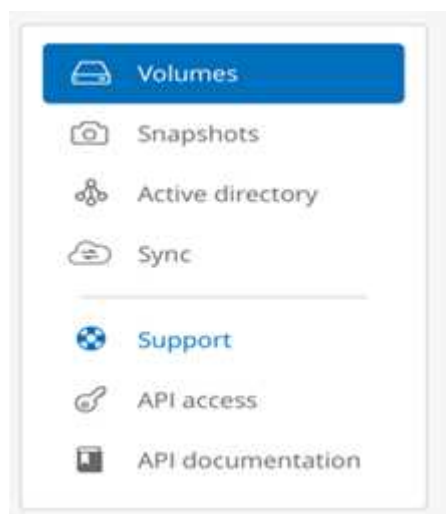 Volumes
Snapshots
Active directory
Sync
Support
API access
API documentation